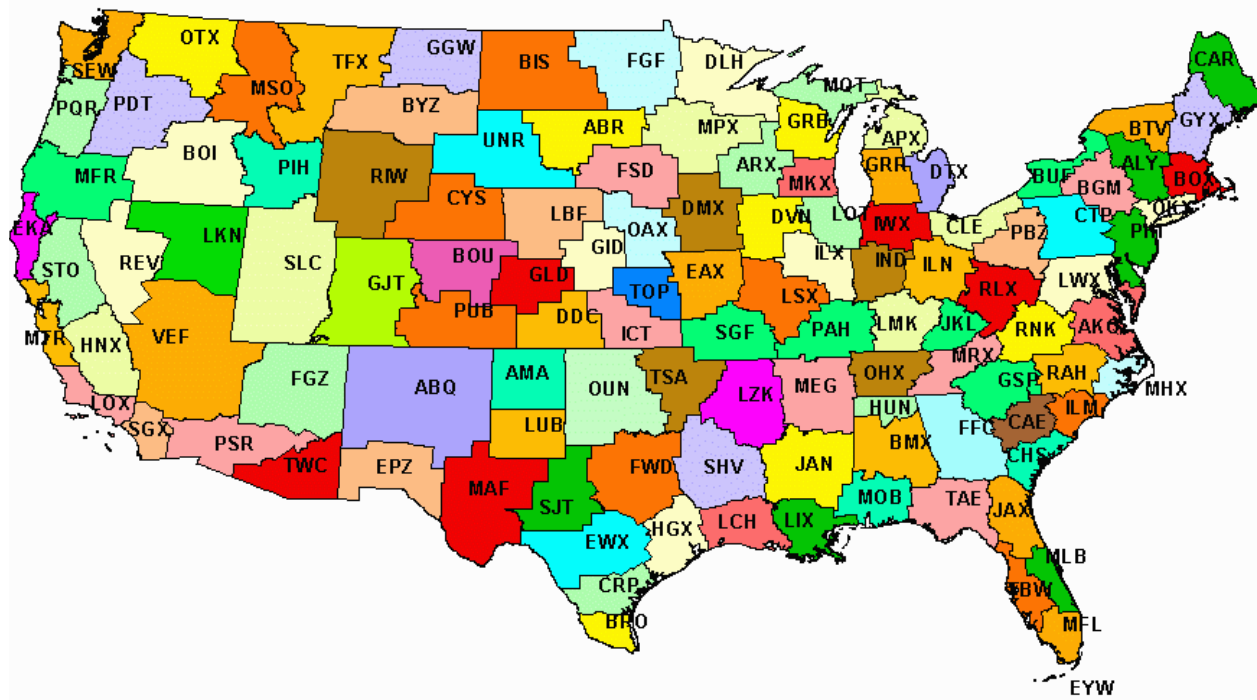 OTX
GGW
CAR
SEW
TFX
BIS
FGF
DLH
MSO
MQT
PQR
PDT
BYZ
GRB
GYX
UNR
ABR
MPX
APX
BTV
BOI
PIH
FSD
ARX
GRR
DTX
ALY
MFR
RIW
MKX
BUF
BGM
BOX
CYS
LBF
DMX
DVN
LOT
IWX
CTP
OKX
EKA
LKN
OAX
CLE
PBZ
PHI
STO
REV
SLC
BOU
GID
ILX
IND
ILN
GJT
GLD
TOP
EAX
LSX
RLX
LWX
PUB
DDC
ICT
SGF
PAH
LMK
JKL
RNK
AKQ
MTR
HNX
VEF
MRX
FGZ
ABQ
AMA
OUN
TSA
LZK
MEG
OHX
GSP
RAH
MHX
LOX
SGX
PSR
LUB
HUN
FFC
CAE
ILM
TWC
EPZ
MAF
SJT
FWD
SHV
JAN
BMX
CHS
EWX
HGX
LCH
LIX
MOB
TAE
JAX
CRP
MLB
BRO
TBW
MFL
EYW